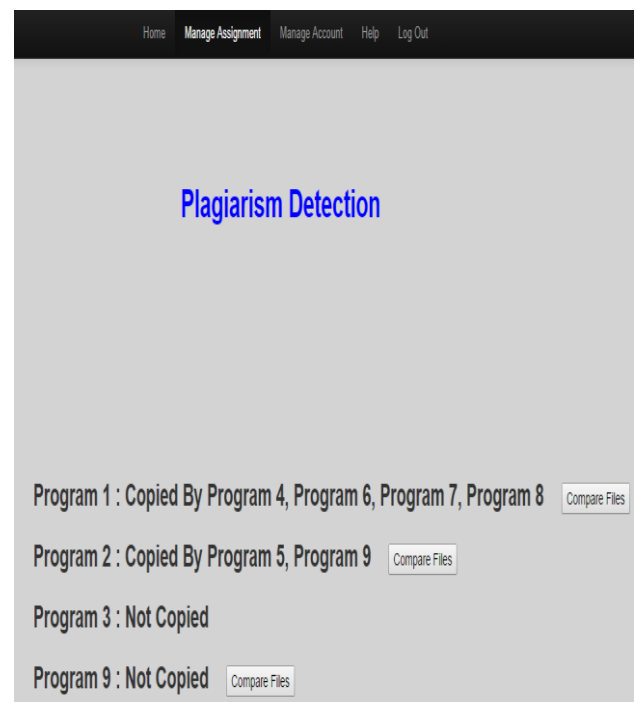 Home Manage Assignment Manage Account Help Log Out
Plagiarism Detection
Program 1 : Copied By Program 4, Program 6, Program 7, Program 8 Compare Files
Program 2 : Copied By Program 5, Program 9 Compare Files
Program 3 : Not Copied
Program 9 : Not Copied Compare Files